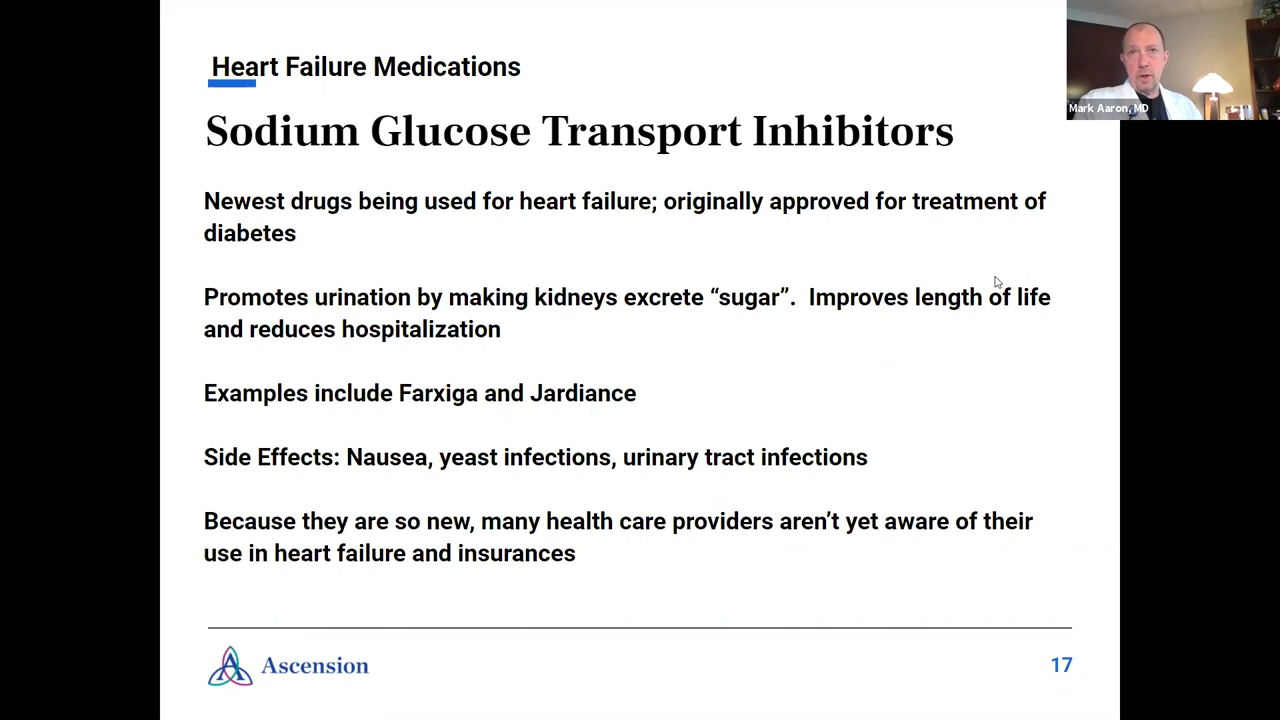 Heart Failure Medications
Mark Aaron, MD
Sodium Glucose Transport Inhibitors
Newest drugs being used for heart failure; originally approved for treatment of
diabetes
Promotes urination by making kidneys excrete “sugar”.  Improves length of life
and reduces hospitalization
Examples include Farxiga and Jardiance
Side Effects: Nausea, yeast infections, urinary tract infections
Because they are so new, many health care providers aren’t yet aware of their
use in heart failure and insurances
Ascension
17